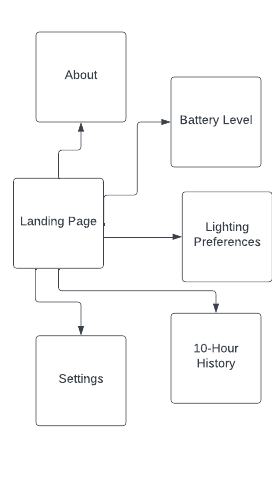 About
Battery Level
Landing Page
Lighting
Preferences
10-Hour
History
Settings